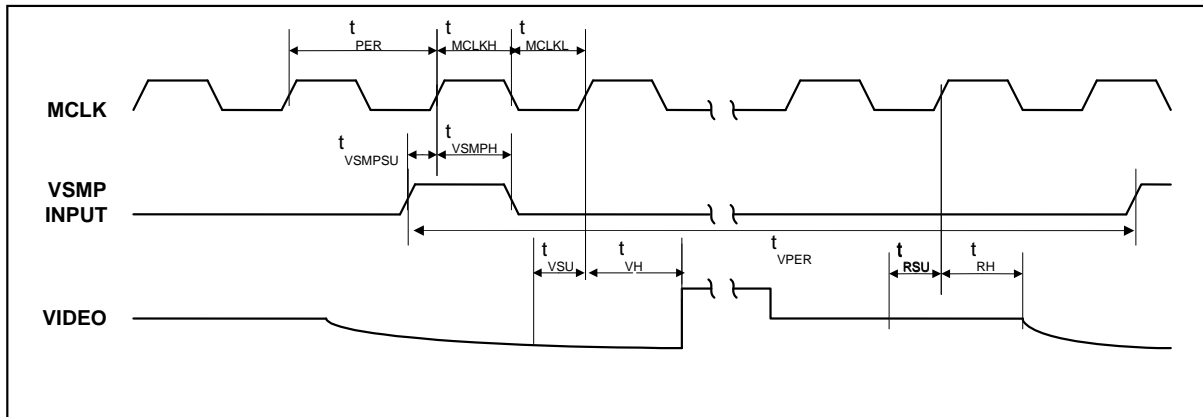 t PER
t MCLKH
t MCLKL
MCLK
t VSMPSU
t VSMPH
VSMP
INPUT
t VSU
t VH
t VPER
t RSU
t RH
VIDEO